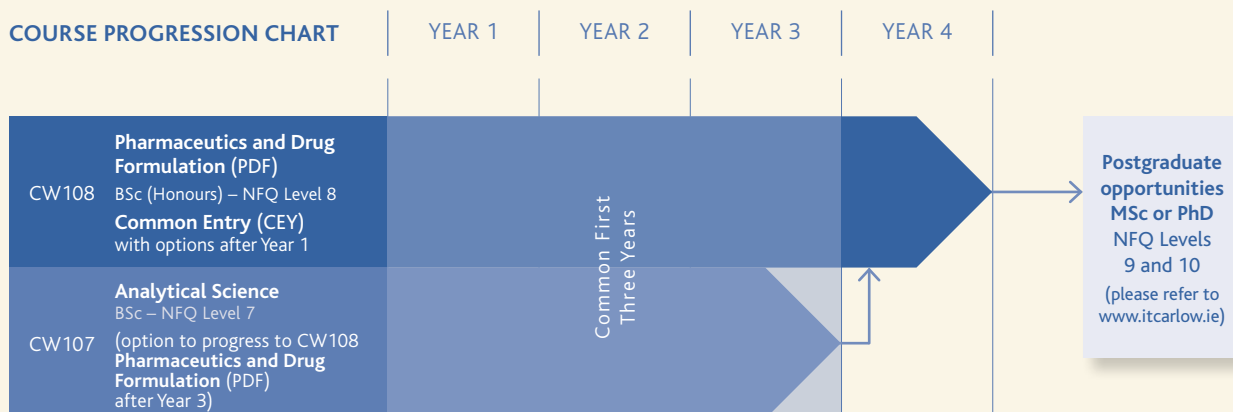 COURSE PROGRESSION CHART
YEAR 1
YEAR 2
YEAR 3
YEAR 4
CW108
Pharmaceutics and Drug
Formulation (PDF)
BSc (Honours) – NFQ Level 8
Common Entry (CEY)
with options after Year 1
CW107
Analytical Science
BSc – NFQ Level 7
(option to progress to CW108
Pharmaceutics and Drug
Formulation (PDF)
after Year 3)
Common First
Three Years
Postgraduate
opportunities
MSc or PhD
NFQ Levels
9 and 10
(please refer to
www.itcarlow.ie)